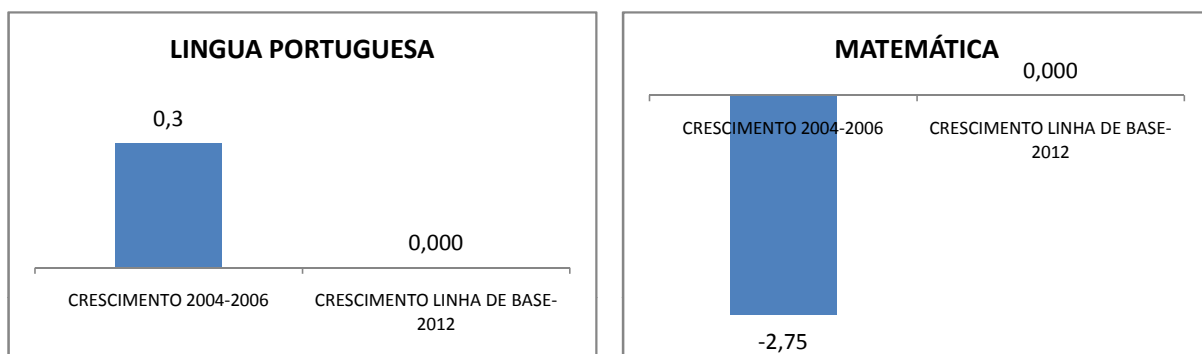 LINGUA PORTUGUESA
0,3
0,000
CRESCIMENTO 2004-2006
CRESCIMENTO LINHA DE BASE-
2012
MATEMÁTICA
0,000
CRESCIMENTO 2004-2006
CRESCIMENTO LINHA DE BASE-
2012
-2,75